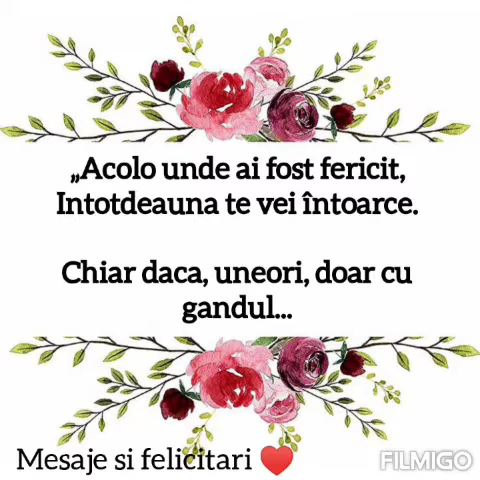 „Acolo unde ai fost fericit,
Intotdeauna te vei întoarce.
Chiar daca, uneori, doar cu
gandul...
Mesaje si felicitari ❤️
FILMIGO